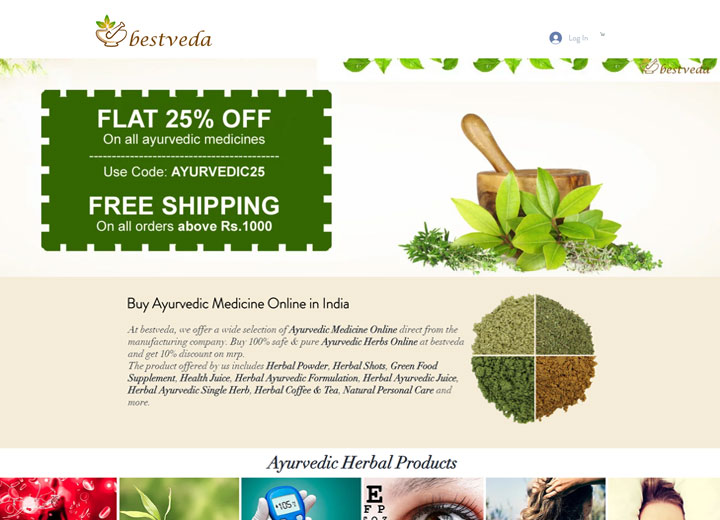 bestveda
Log In
bestveda
FLAT 25% OFF
On all ayurvedic medicines
Use Code: AYURVEDIC25
FREE SHIPPING
On all orders above Rs.1000
Buy Ayurvedic Medicine Online in India
At bestveda, we offer a wide selection of Ayurvedic Medicine Online direct from the
manufacturing company. Buy 100% safe & pure Ayurvedic Herbs Online at bestveda
and get 10% discount on mrp.
The product offered by us includes Herbal Powder, Herbal Shots, Green Food
Supplement, Health Juice, Herbal Ayurvedic Formulation, Herbal Ayurvedic Juice,
Herbal Ayurvedic Single Herb, Herbal Coffee & Tea, Natural Personal Care and
more.
Ayurvedic Herbal Products
105
E
F P